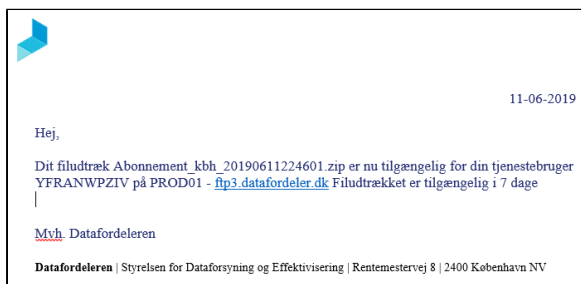 11-06-2019
Hej,
Dit filudtræk Abonnement_kbh_20190611224601.zip er nu tilgængelig for din tjenestebruger
YFRANWPZIV på PROD01 - ftp3.datafordeler.dk Filudtrækket er tilgængelig i 7 dage
Mvh. Datafordeleren
Datafordeleren | Styrelsen for Dataforsyning og Effektivisering | Rentemestervej 8 | 2400 København NV